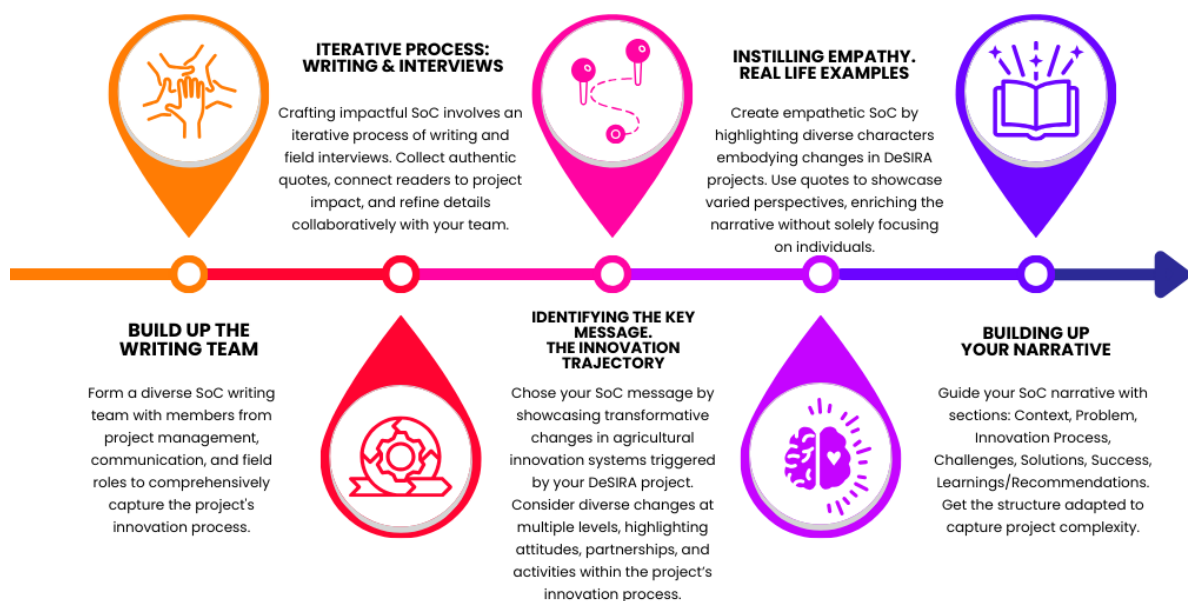 BUILD UP THE
WRITING TEAM
Form a diverse SoC writing
team with members from
project management,
communication, and field
roles to comprehensively
capture the project's
innovation process.
ITERATIVE PROCESS:
WRITING & INTERVIEWS
Crafting impactful SoC involves an
iterative process of writing and
field interviews. Collect authentic
quotes, connect readers to project
impact, and refine details
collaboratively with your team.
IDENTIFYING THE KEY
MESSAGE.
THE INNOVATION
TRAJECTORY
Chose your SoC message by
showcasing transformative
changes in agricultural
innovation systems triggered
by your DeSIRA project.
Consider diverse changes at
multiple levels, highlighting
attitudes, partnerships, and
activities within the project’s
innovation process.
INSTILLING EMPATHY.
REAL LIFE EXAMPLES
Create empathetic SoC by
highlighting diverse characters
embodying changes in DeSIRA
projects. Use quotes to showcase
varied perspectives, enriching the
narrative without solely focusing
on individuals.
BUILDING UP
YOUR NARRATIVE
Guide your SoC narrative with
sections: Context, Problem,
Innovation Process,
Challenges, Solutions, Success,
Learnings/Recommendations.
Get the structure adapted to
capture project complexity.